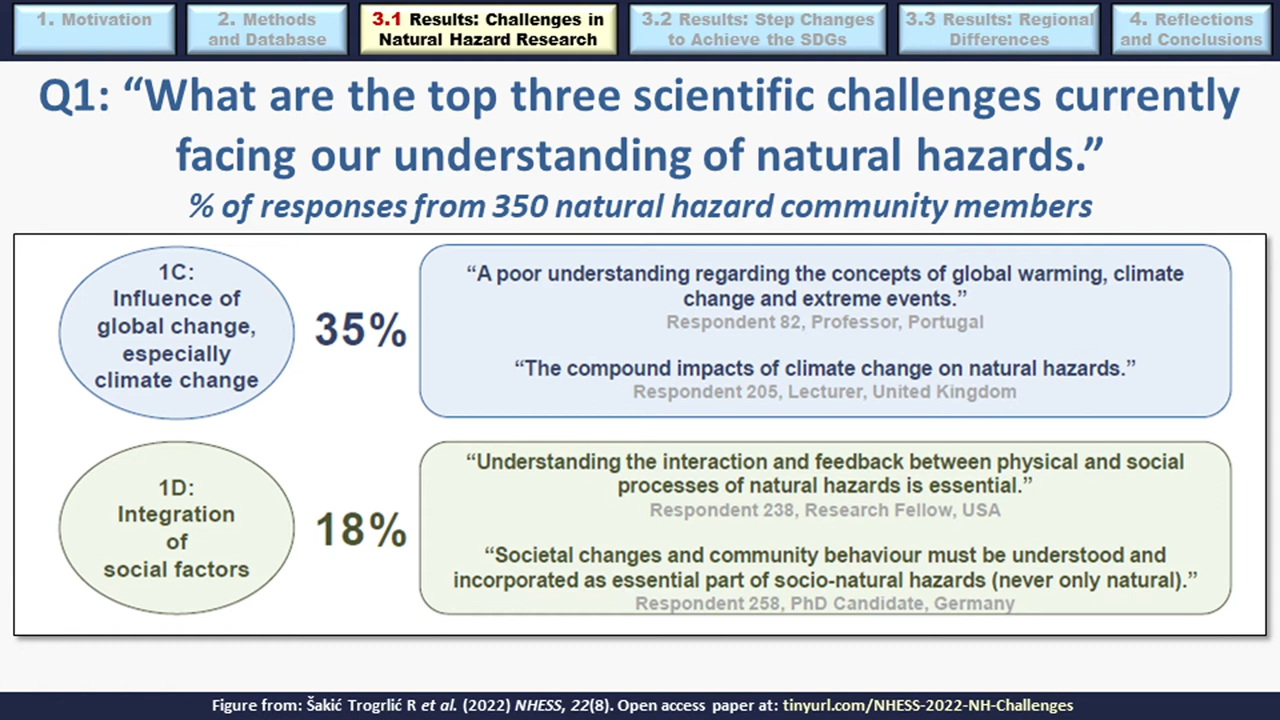 1. Motivation
2. Methods
and Database
3.1 Results: Challenges in
Natural Hazard Research
3.2 Results: Step Changes
to Achieve the SDGs
3.3 Results: Regional
Differences
4. Reflections
and Conclusions
Q1: “What are the top three scientific challenges currently
facing our understanding of natural hazards.”
% of responses from 350 natural hazard community members
1C:
Influence of
global change,
especially
climate change
35%
“A poor understanding regarding the concepts of global warming, climate
change and extreme events.”
Respondent 82, Professor, Portugal
“The compound impacts of climate change on natural hazards.”
Respondent 205, Lecturer, United Kingdom
1D:
Integration
of
social factors
18%
“Understanding the interaction and feedback between physical and social
processes of natural hazards is essential.”
Respondent 238, Research Fellow, USA
“Societal changes and community behaviour must be understood and
incorporated as essential part of socio-natural hazards (never only natural).”
Respondent 258, PhD Candidate, Germany
Figure from: Šakić Trogrlić R et al. (2022) NHESS, 22(8). Open access paper at: tinyurl.com/NHESS-2022-NH-Challenges